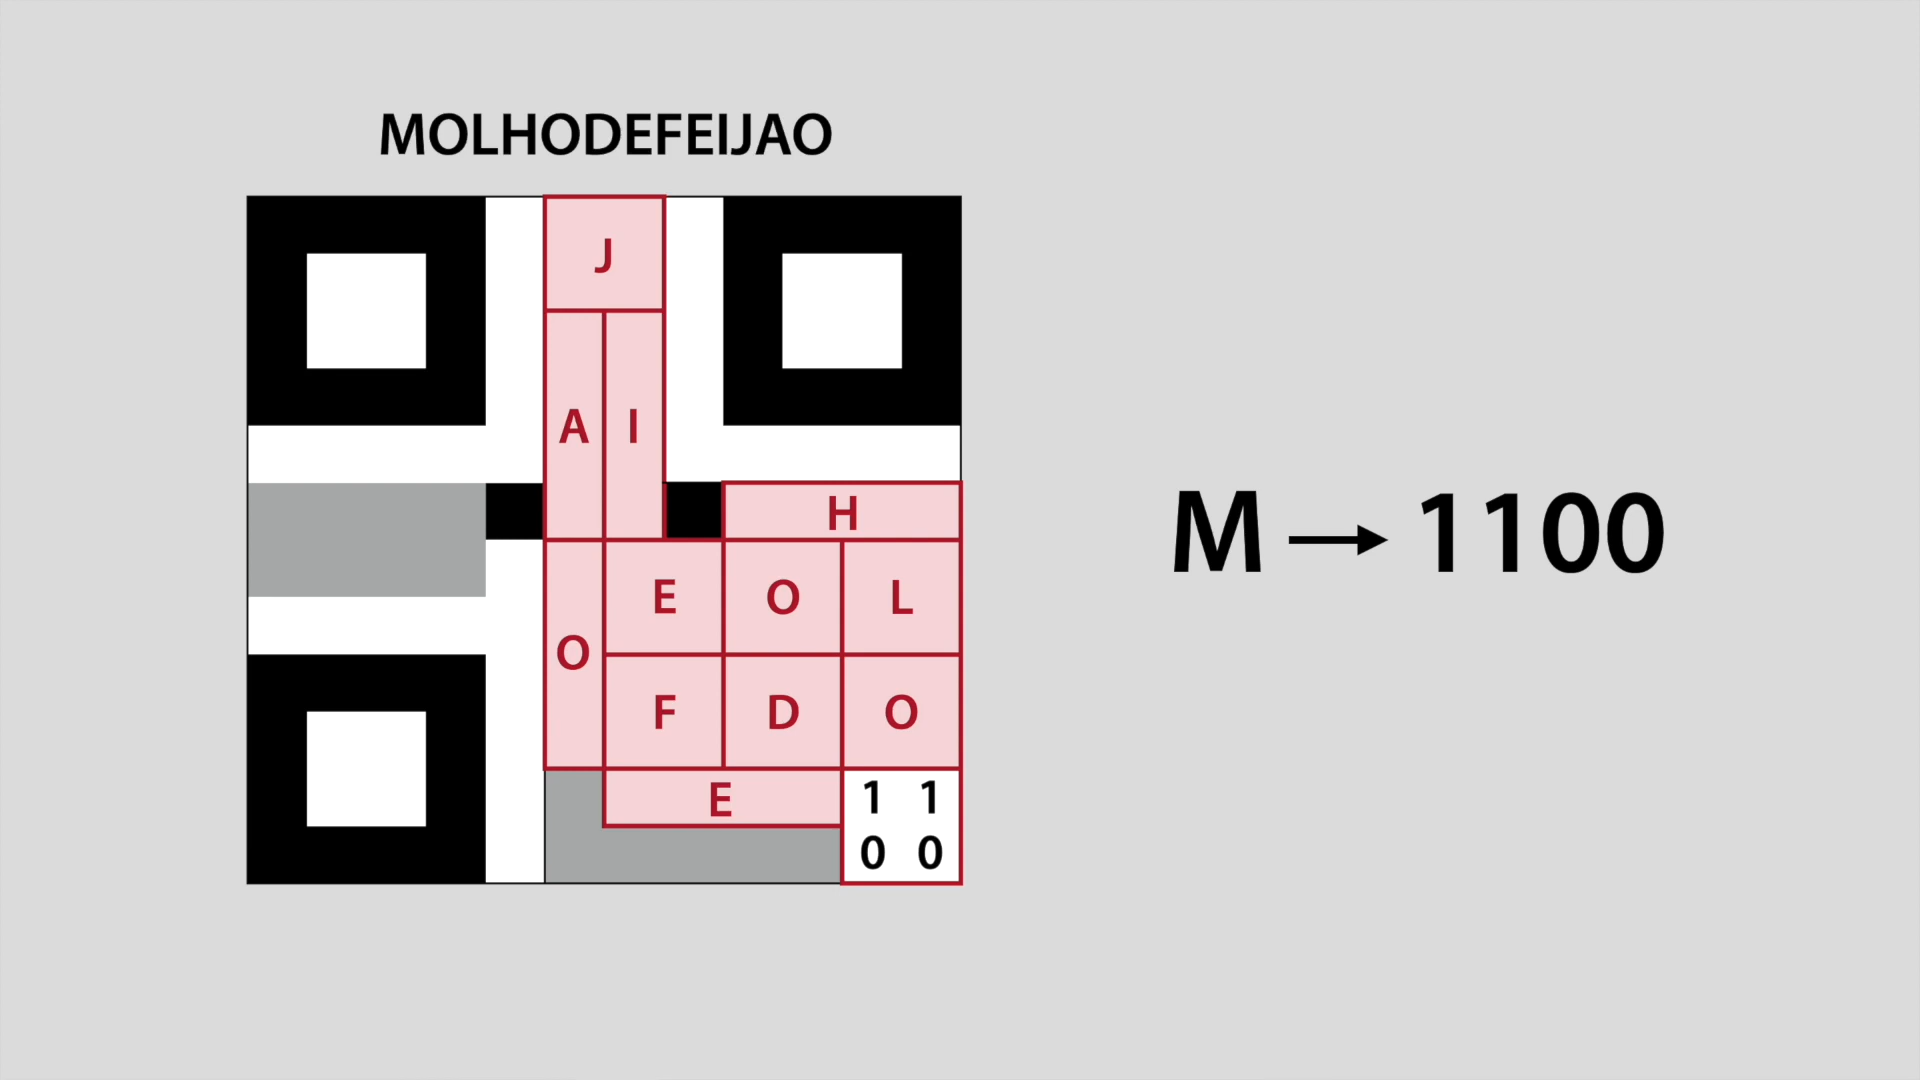 MOLHODEFEIJAO
J
A I
H
E O L
O
F D O
E
1 1
0 0
M → 1100